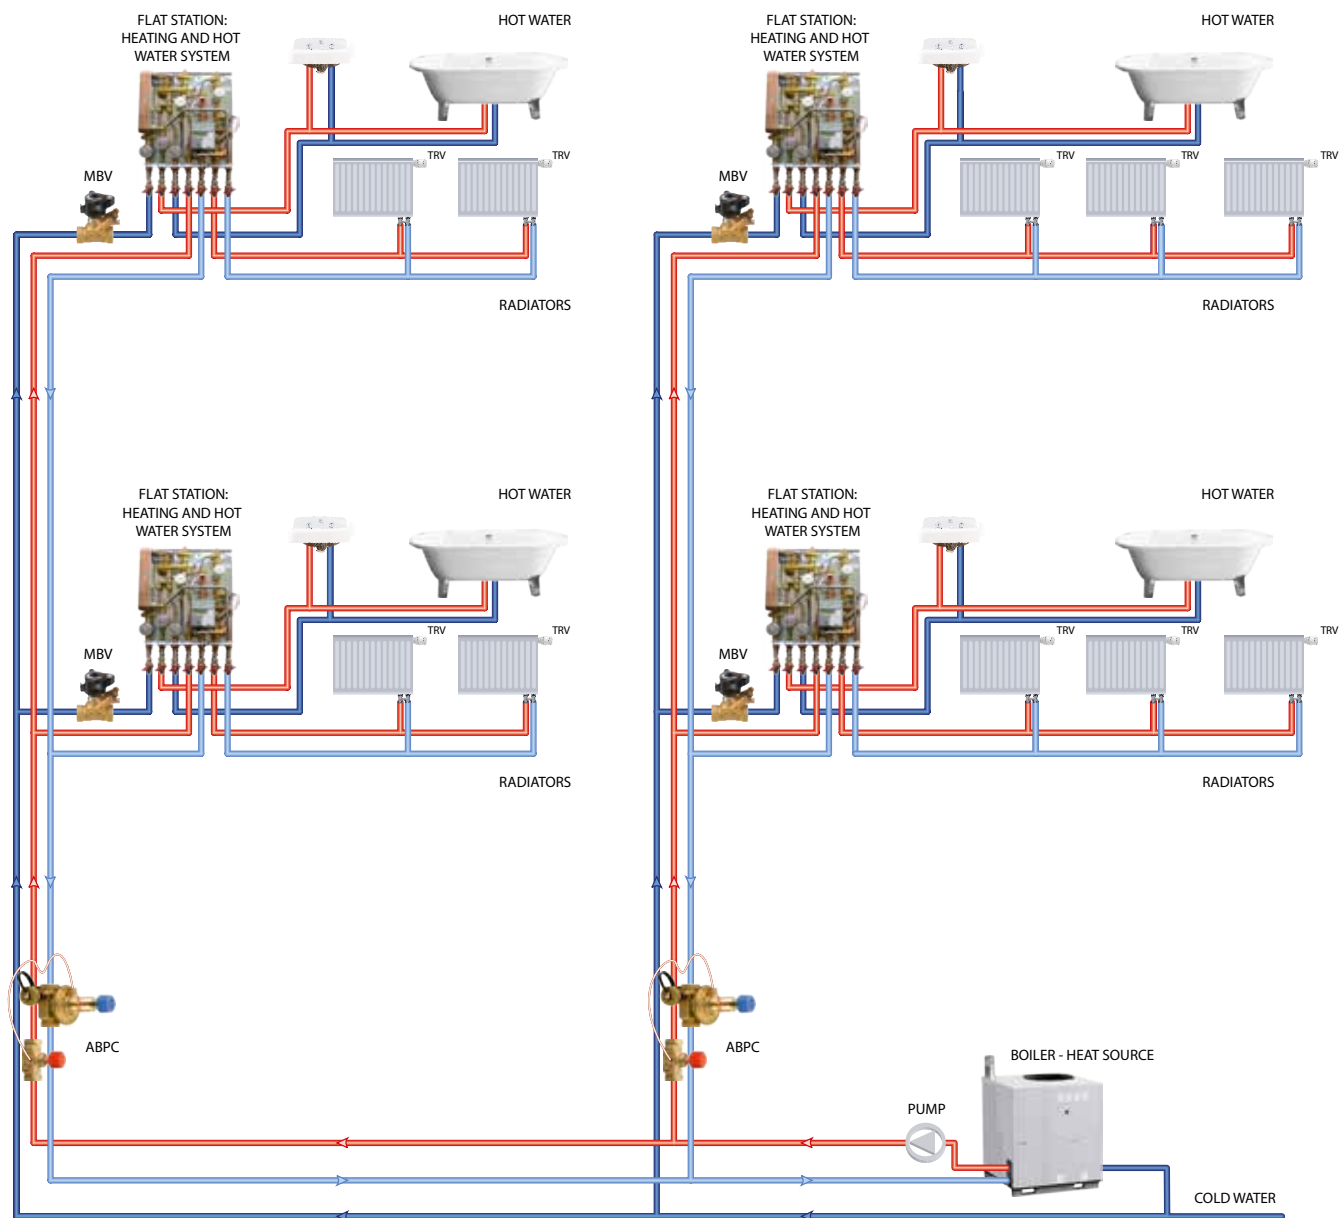 FLAT STATION:
HEATING AND HOT
WATER SYSTEM
HOT WATER
FLAT STATION:
HEATING AND HOT
WATER SYSTEM
HOT WATER
MBV
TRV
TRV
MBV
TRV
TRV
TRV
RADIATORS
RADIATORS
FLAT STATION:
HEATING AND HOT
WATER SYSTEM
HOT WATER
FLAT STATION:
HEATING AND HOT
WATER SYSTEM
HOT WATER
MBV
TRV
TRV
MBV
TRV
TRV
TRV
RADIATORS
RADIATORS
ABPC
ABPC
BOILER - HEAT SOURCE
PUMP
COLD WATER